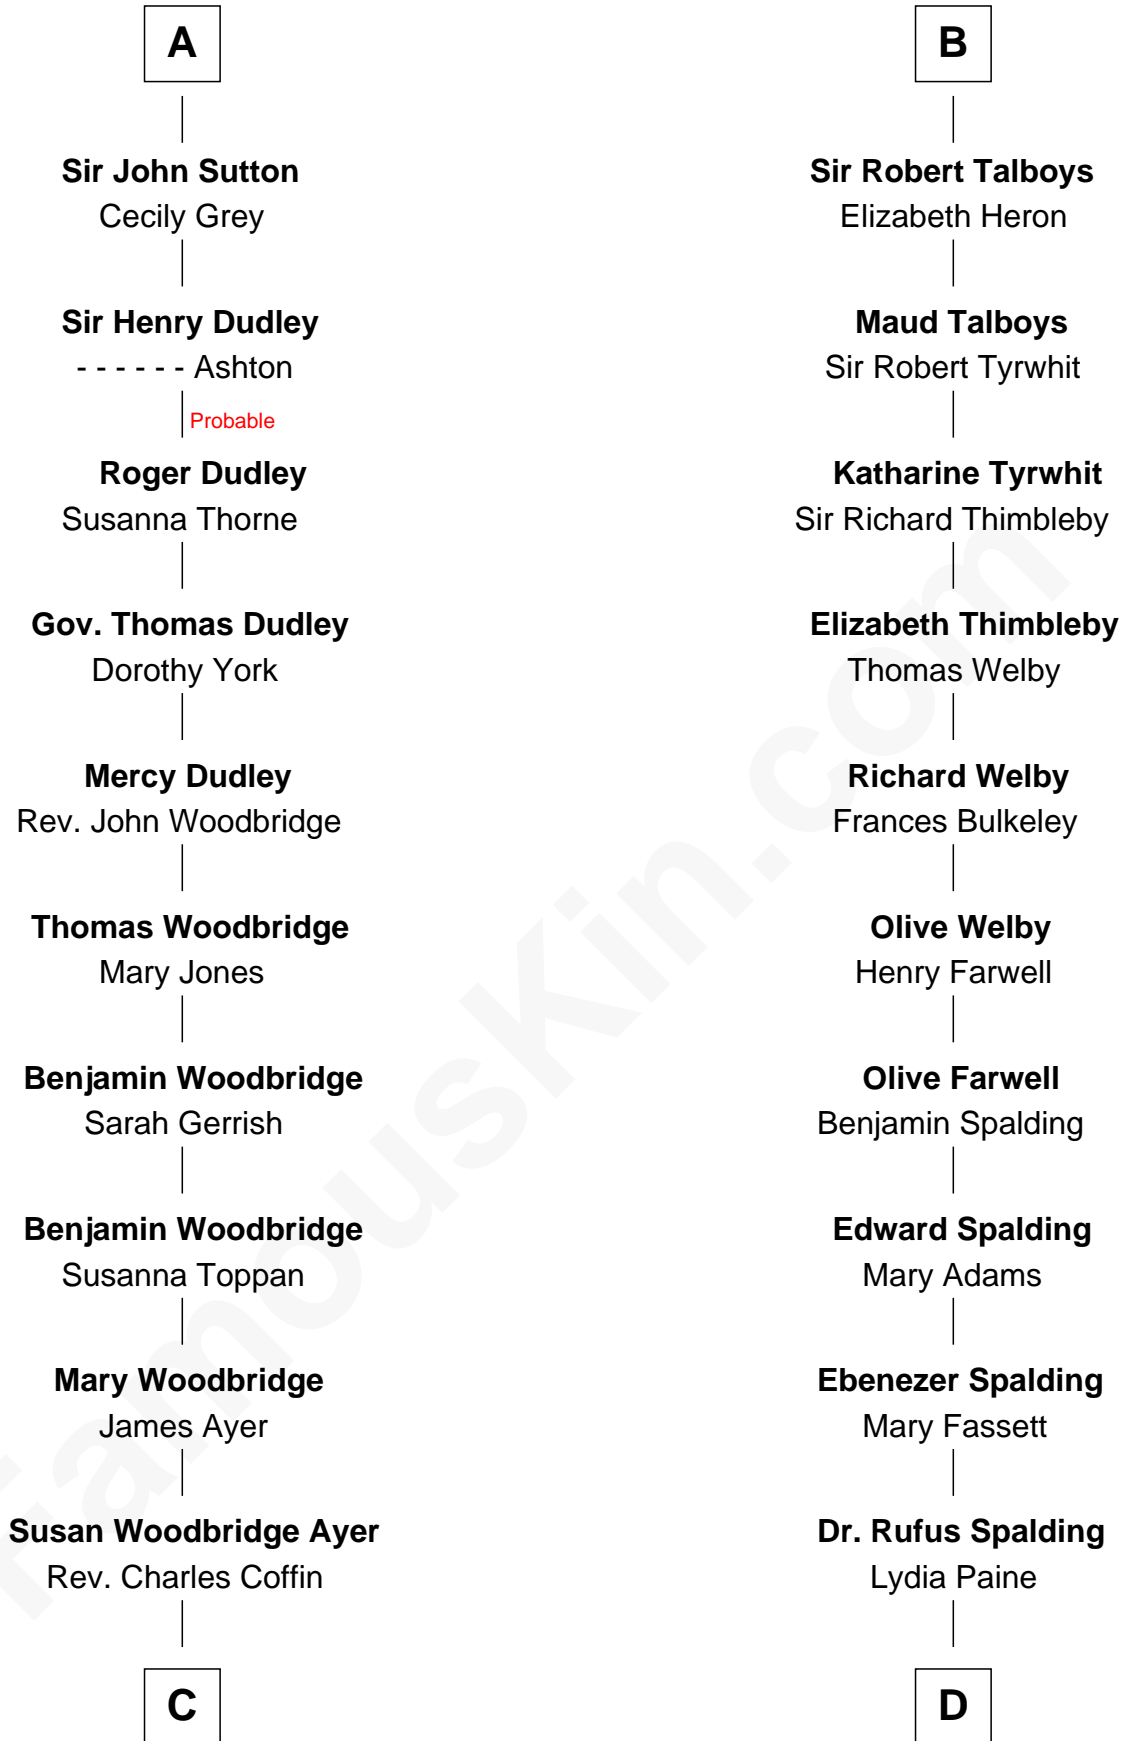 A
Sir John Sutton
Cecily Grey
Sir Henry Dudley
- - - - - - Ashton
Probable
Roger Dudley
Susanna Thorne
Gov. Thomas Dudley
Dorothy York
Mercy Dudley
Rev. John Woodbridge
Thomas Woodbridge
Mary Jones
Benjamin Woodbridge
Sarah Gerrish
Benjamin Woodbridge
Susanna Toppan
Mary Woodbridge
James Ayer
Susan Woodbridge Ayer
Rev. Charles Coffin
C
B
Sir Robert Talboys
Elizabeth Heron
Maud Talboys
Sir Robert Tyrwhit
Katharine Tyrwhit
Sir Richard Thimbleby
Elizabeth Thimbleby
Thomas Welby
Richard Welby
Frances Bulkeley
Olive Welby
Henry Farwell
Olive Farwell
Benjamin Spalding
Edward Spalding
Mary Adams
Ebenezer Spalding
Mary Fassett
Dr. Rufus Spalding
Lydia Paine
D
FamousKin.com